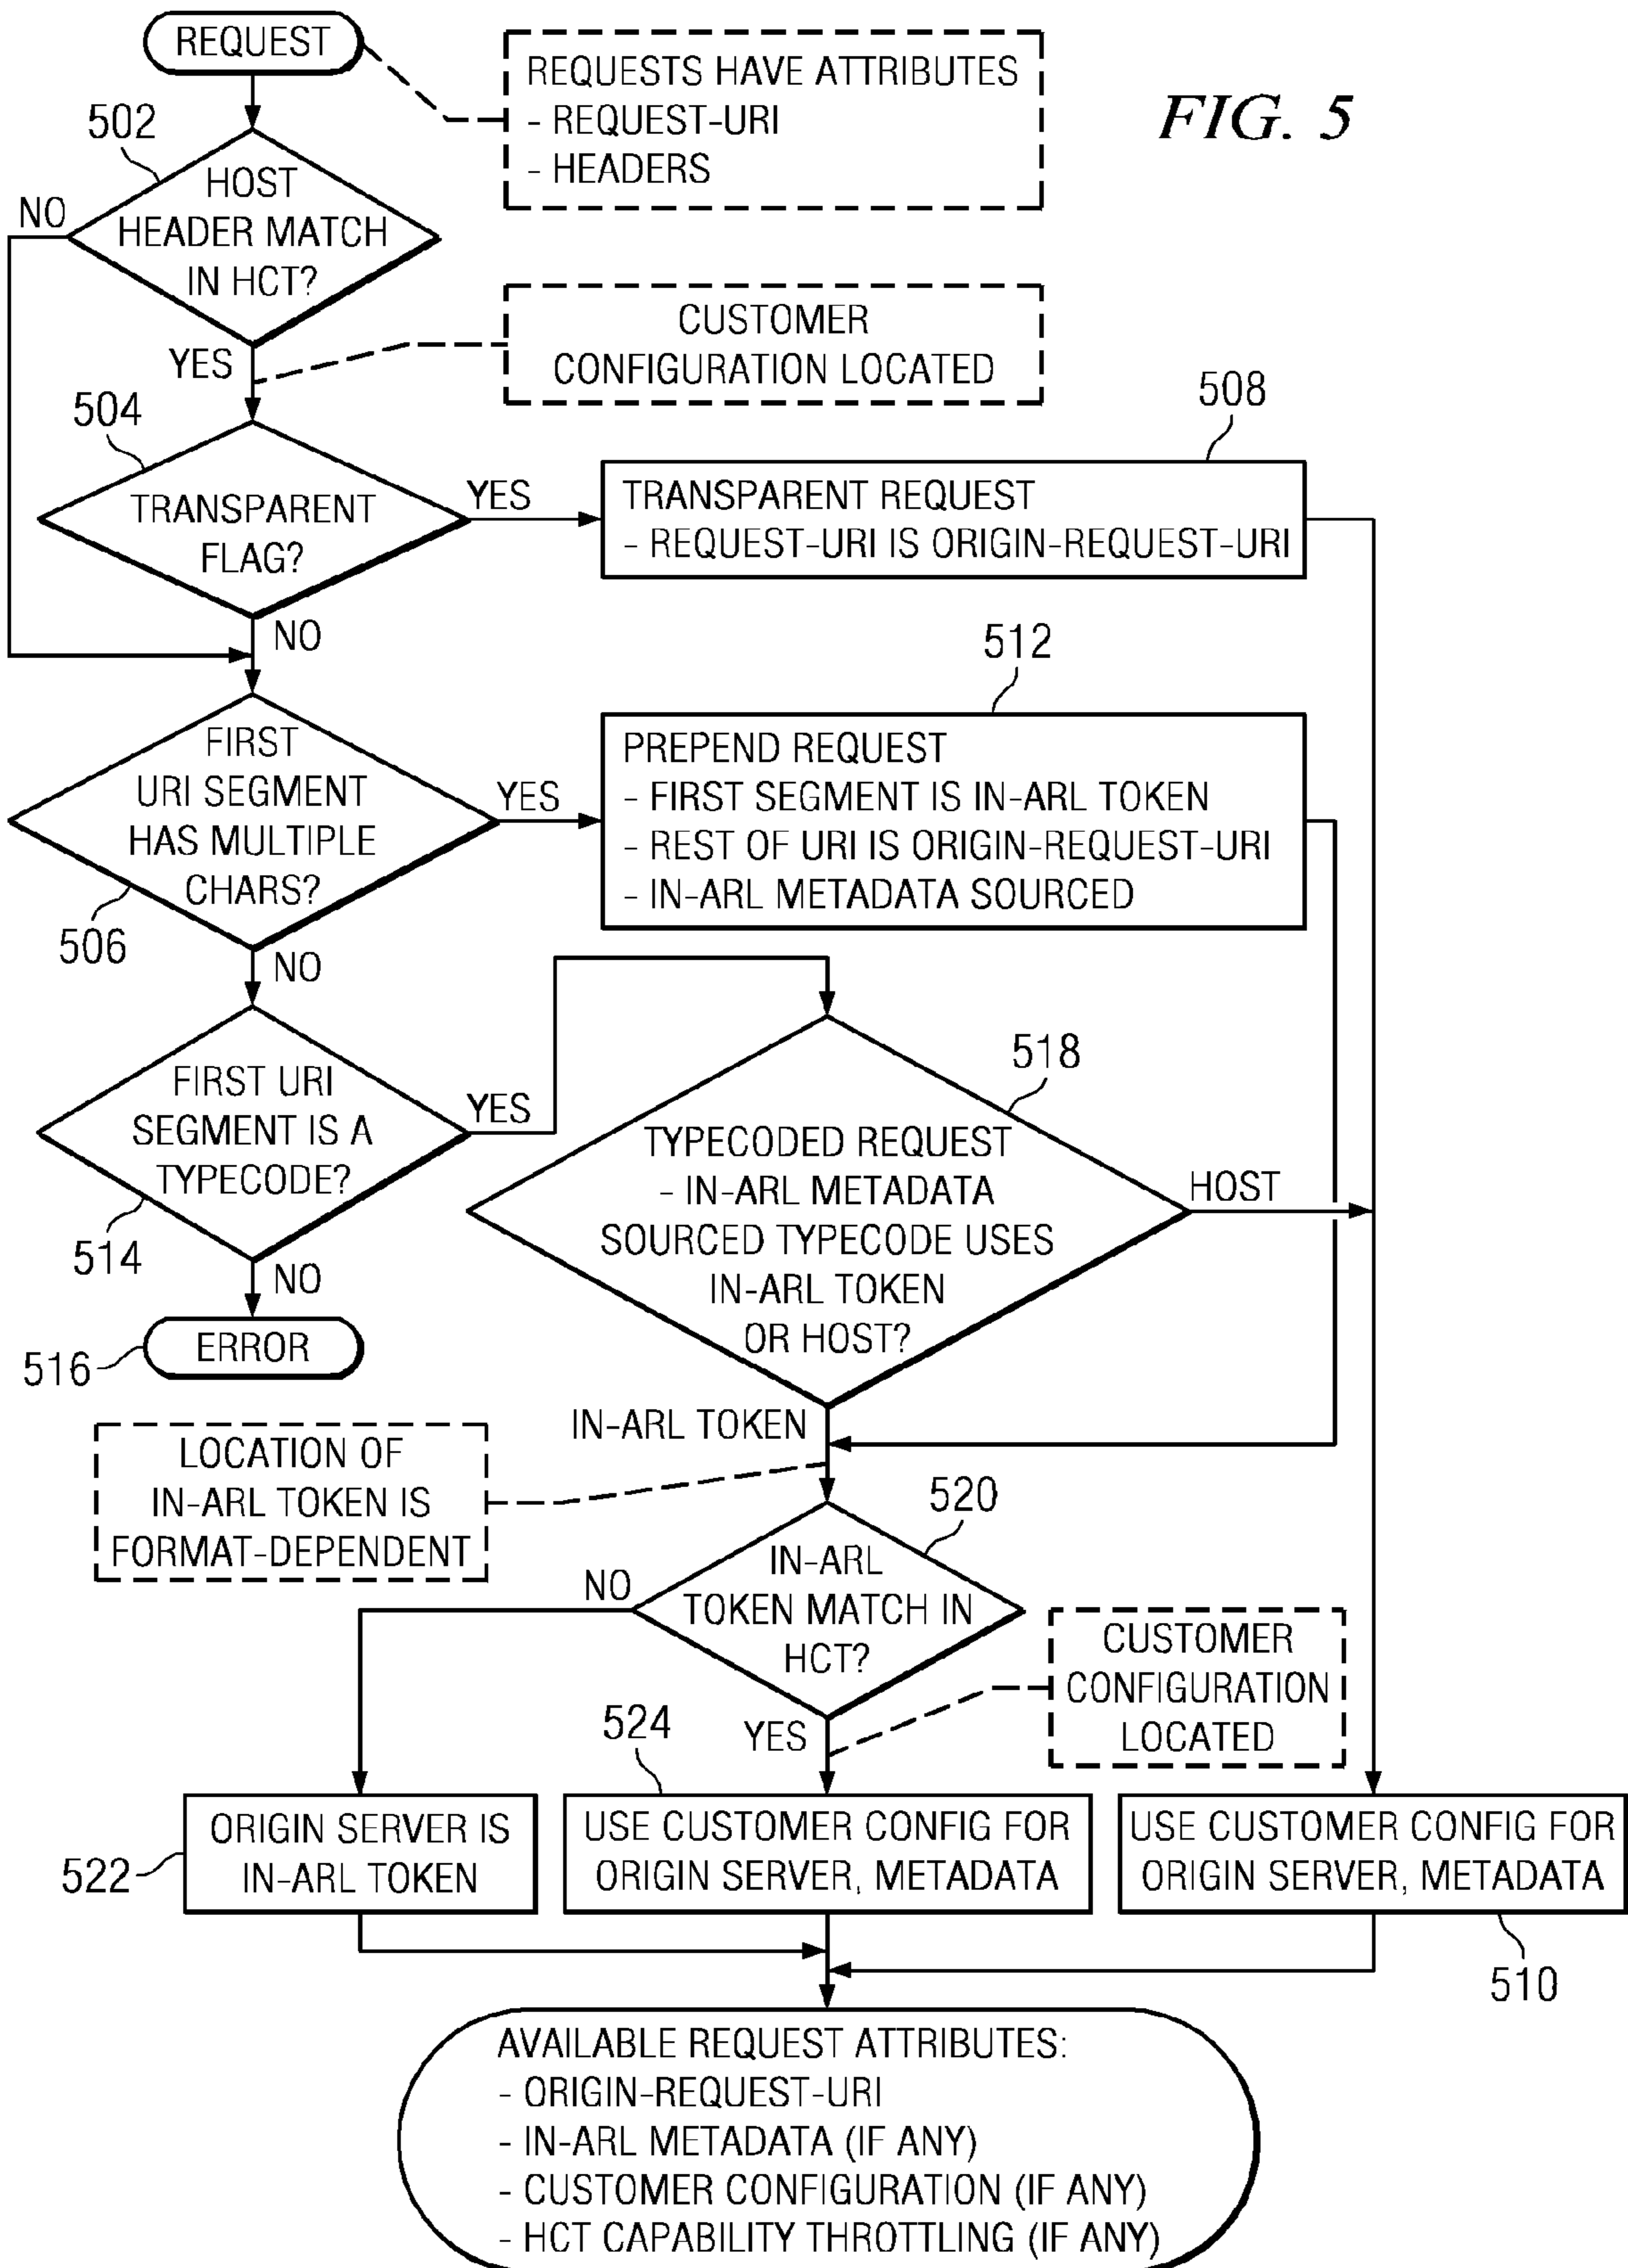 REQUEST
REQUESTS HAVE ATTRIBUTES
- REQUEST-URI
- HEADERS
FIG. 5
502
HOST
HEADER MATCH
IN HCT?
NO
YES
CUSTOMER
CONFIGURATION LOCATED
504
TRANSPARENT
FLAG?
YES
NO
508
TRANSPARENT REQUEST
- REQUEST-URI IS ORIGIN-REQUEST-URI
506
FIRST
URI SEGMENT
HAS MULTIPLE
CHARS?
YES
NO
512
PREPEND REQUEST
- FIRST SEGMENT IS IN-ARL TOKEN
- REST OF URI IS ORIGIN-REQUEST-URI
- IN-ARL METADATA SOURCED
514
FIRST URI
SEGMENT IS A
TYPECODE?
YES
NO
516
ERROR
518
TYPECODED REQUEST
- IN-ARL METADATA
SOURCED TYPECODE USES
IN-ARL TOKEN
OR HOST?
HOST
IN-ARL TOKEN
LOCATION OF
IN-ARL TOKEN IS
FORMAT-DEPENDENT
520
IN-ARL
TOKEN MATCH IN
HCT?
NO
YES
CUSTOMER
CONFIGURATION
LOCATED
522
ORIGIN SERVER IS
IN-ARL TOKEN
524
USE CUSTOMER CONFIG FOR
ORIGIN SERVER, METADATA
USE CUSTOMER CONFIG FOR
ORIGIN SERVER, METADATA
510
AVAILABLE REQUEST ATTRIBUTES:
- ORIGIN-REQUEST-URI
- IN-ARL METADATA (IF ANY)
- CUSTOMER CONFIGURATION (IF ANY)
- HCT CAPABILITY THROTTLING (IF ANY)